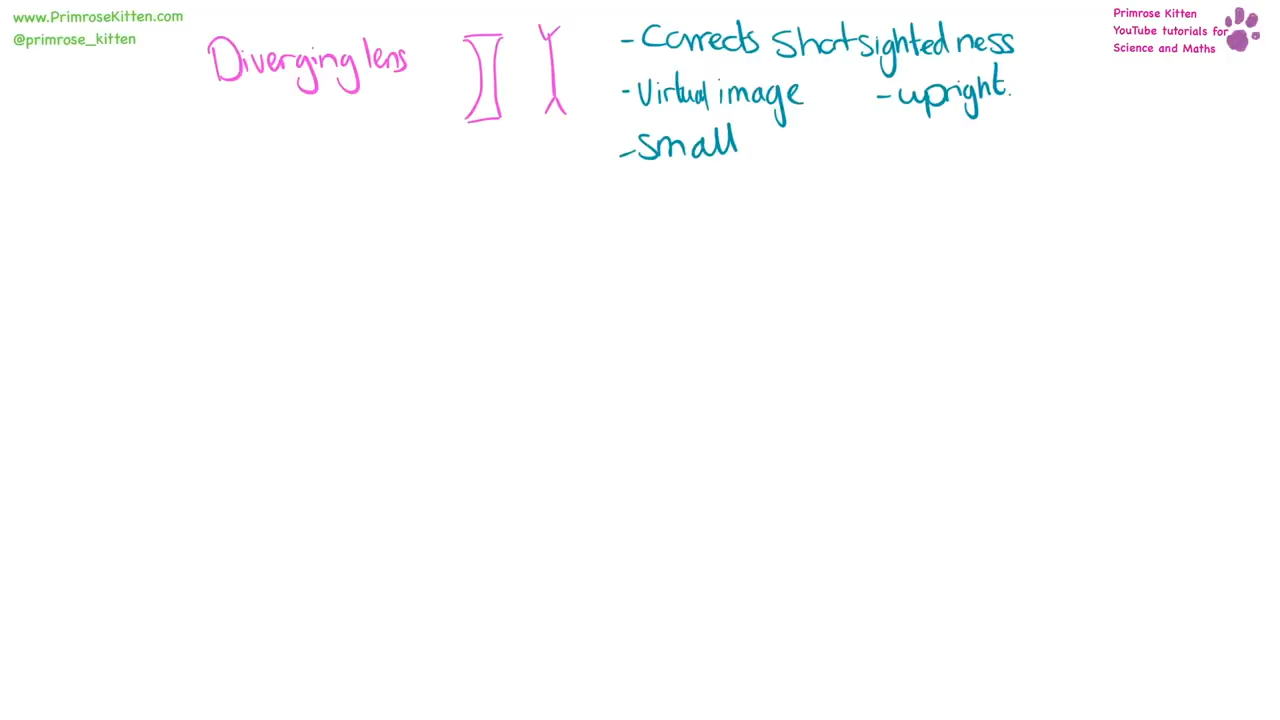 www.PrimroseKitten.com
@primrose_kitten
Diverging lens
- Corrects Shortsightedness
- Virtual image - upright.
- small
Primrose Kitten
YouTube tutorials for
Science and Maths